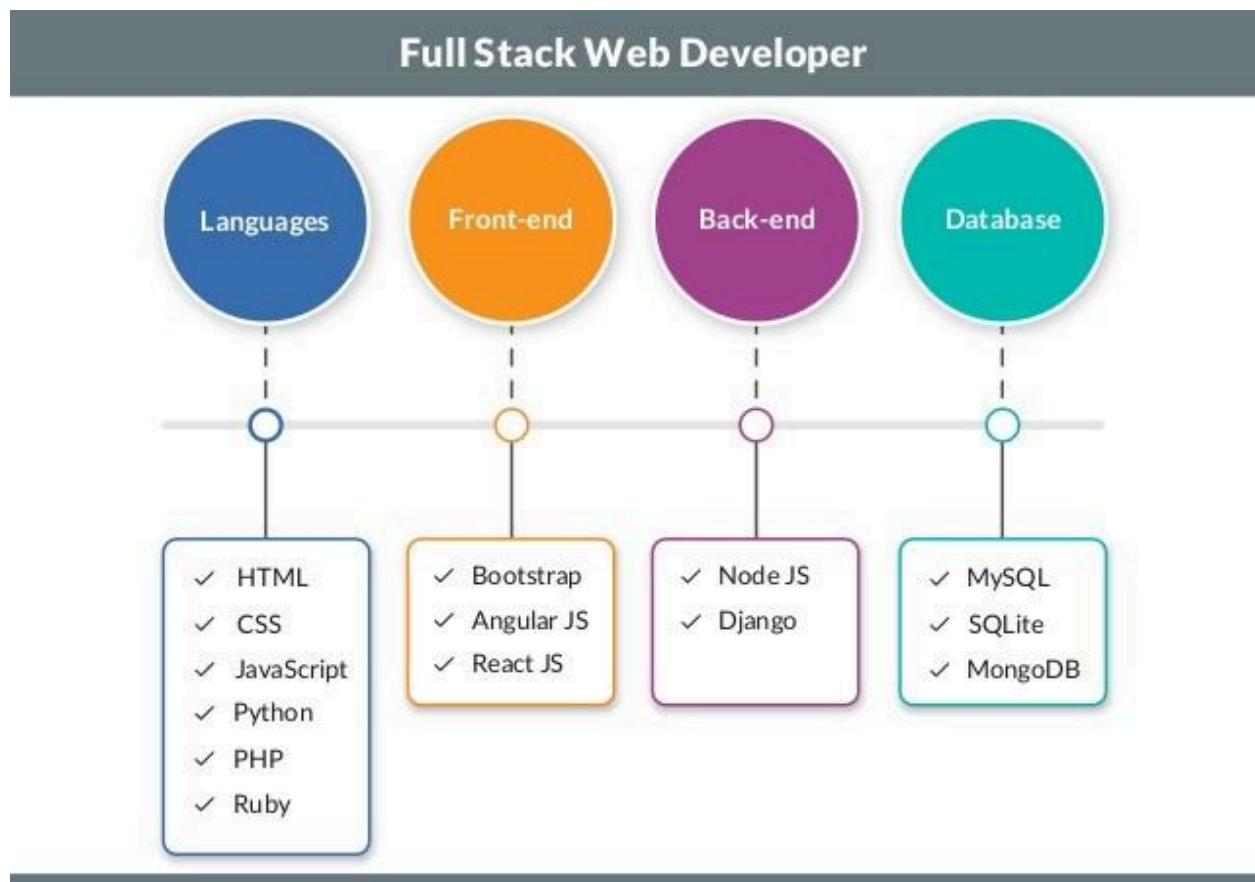 Full Stack Web Developer
Languages
Front-end
Back-end
Database
HTML
CSS
JavaScript
Python
PHP
Ruby
Bootstrap
Angular JS
React JS
Node JS
Django
MySQL
SQLite
MongoDB